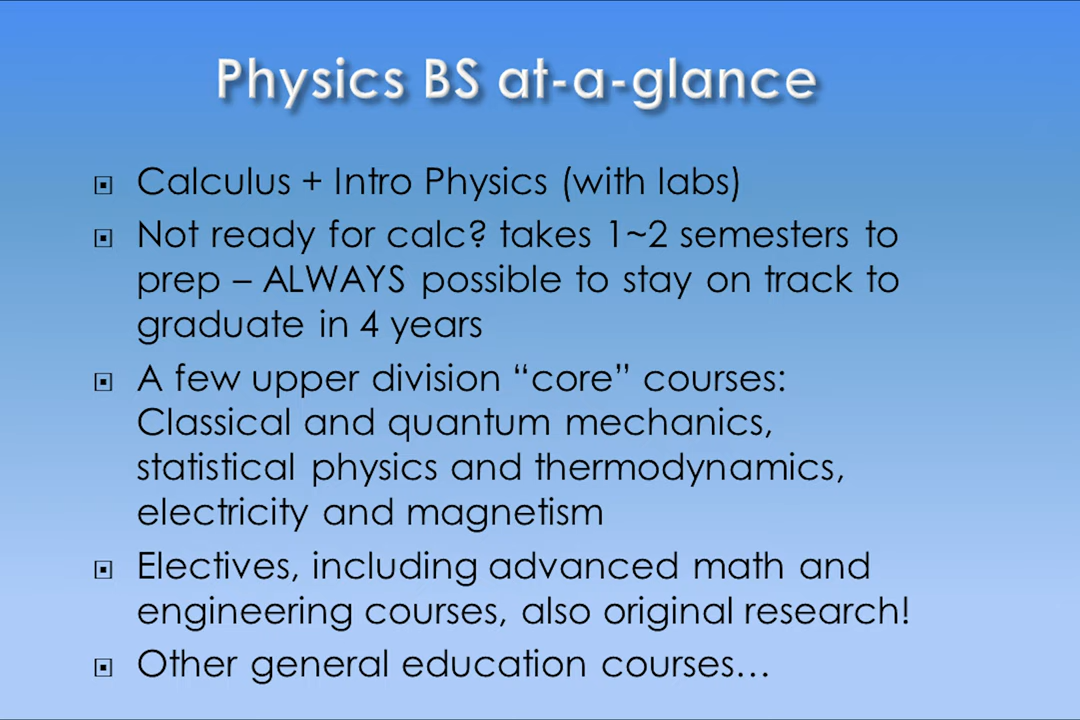 Physics BS at-a-glance
Calculus + Intro Physics (with labs)
Not ready for calc? takes 1~2 semesters to
prep – ALWAYS possible to stay on track to
graduate in 4 years
A few upper division “core” courses:
Classical and quantum mechanics,
statistical physics and thermodynamics,
electricity and magnetism
Electives, including advanced math and
engineering courses, also original research!
Other general education courses…